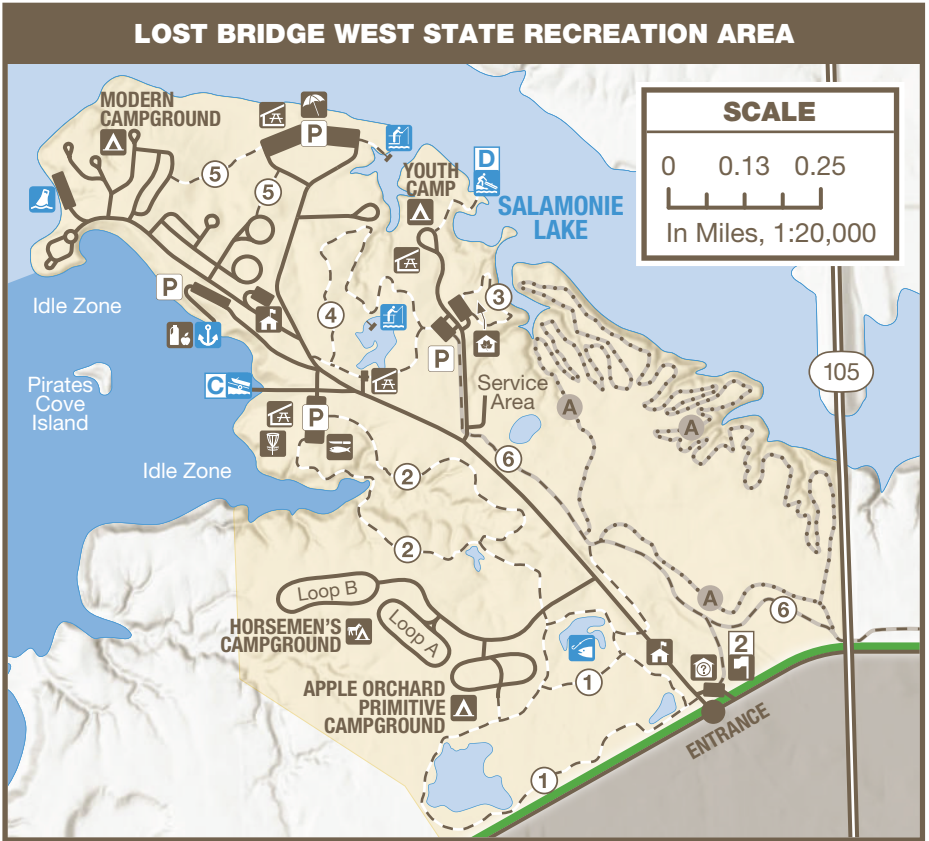 LOST BRIDGE WEST STATE RECREATION AREA
MODERN
CAMPGROUND
P
SCALE
0 0.13 0.25
In Miles, 1:20,000
5
5
YOUTH
CAMP
D
SALAMONIE
LAKE
Idle Zone
P
4
3
P
105
Pirates
Cove
Island
C
Service
Area
A
A
P
Idle Zone
2
6
2
Loop B
Loop A
HORSEMEN'S
CAMPGROUND
A
6
2
?
1
APPLE ORCHARD
PRIMITIVE
CAMPGROUND
ENTRANCE
1